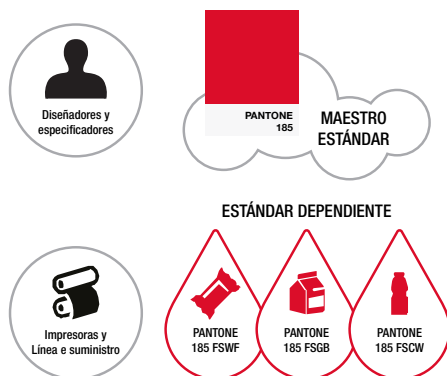 Diseñadores y
especificadores
PANTONE
185
MAESTRO
ESTÁNDAR
ESTÁNDAR DEPENDIENTE
Impresoras y
Línea e suministro
PANTONE
185 FSWF
PANTONE
185 FSGB
PANTONE
185 FSCW